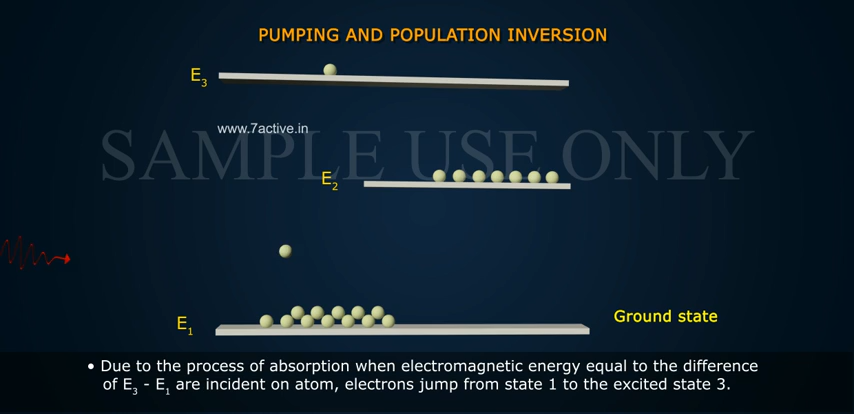 PUMPING AND POPULATION INVERSION
E₃
www.7active.in
SAMPLE USE ONLY
E₂
Ground state
E₁
• Due to the process of absorption when electromagnetic energy equal to the difference
of E₃ - E₁ are incident on atom, electrons jump from state 1 to the excited state 3.